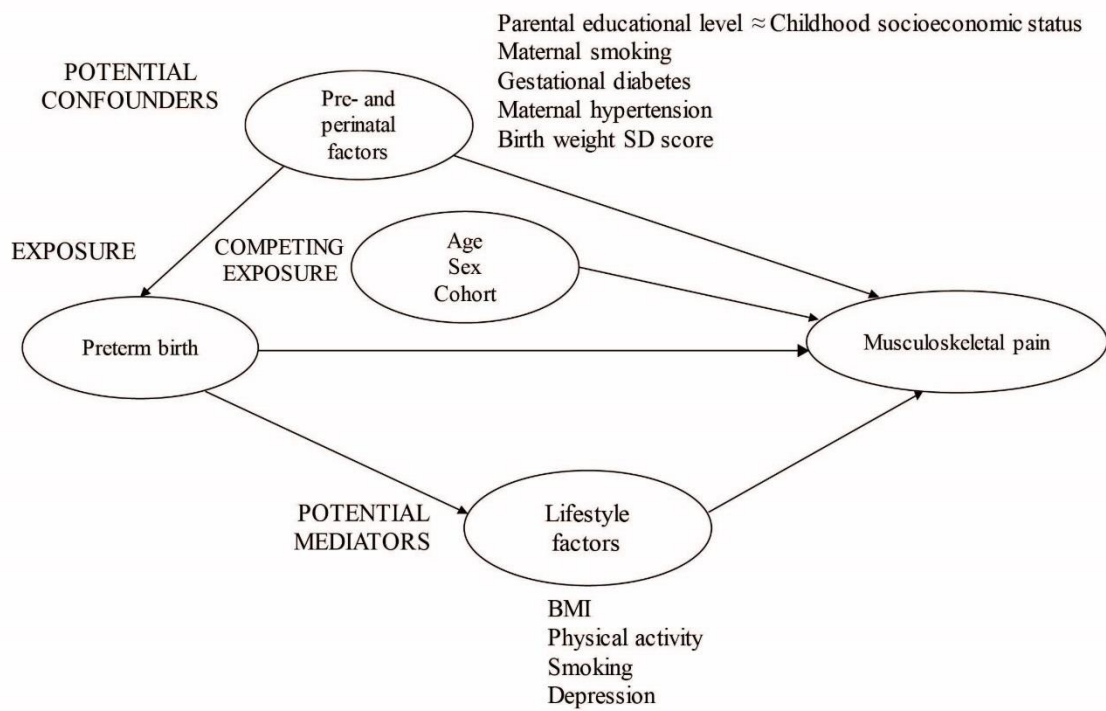 Parental educational level ≈ Childhood socioeconomic status
Maternal smoking
Gestational diabetes
Maternal hypertension
Birth weight SD score
POTENTIAL
CONFOUNDERS
Pre- and
perinatal
factors
EXPOSURE
COMPETING
EXPOSURE
Age
Sex
Cohort
Preterm birth
Musculoskeletal pain
POTENTIAL
MEDIATORS
Lifestyle
factors
BMI
Physical activity
Smoking
Depression